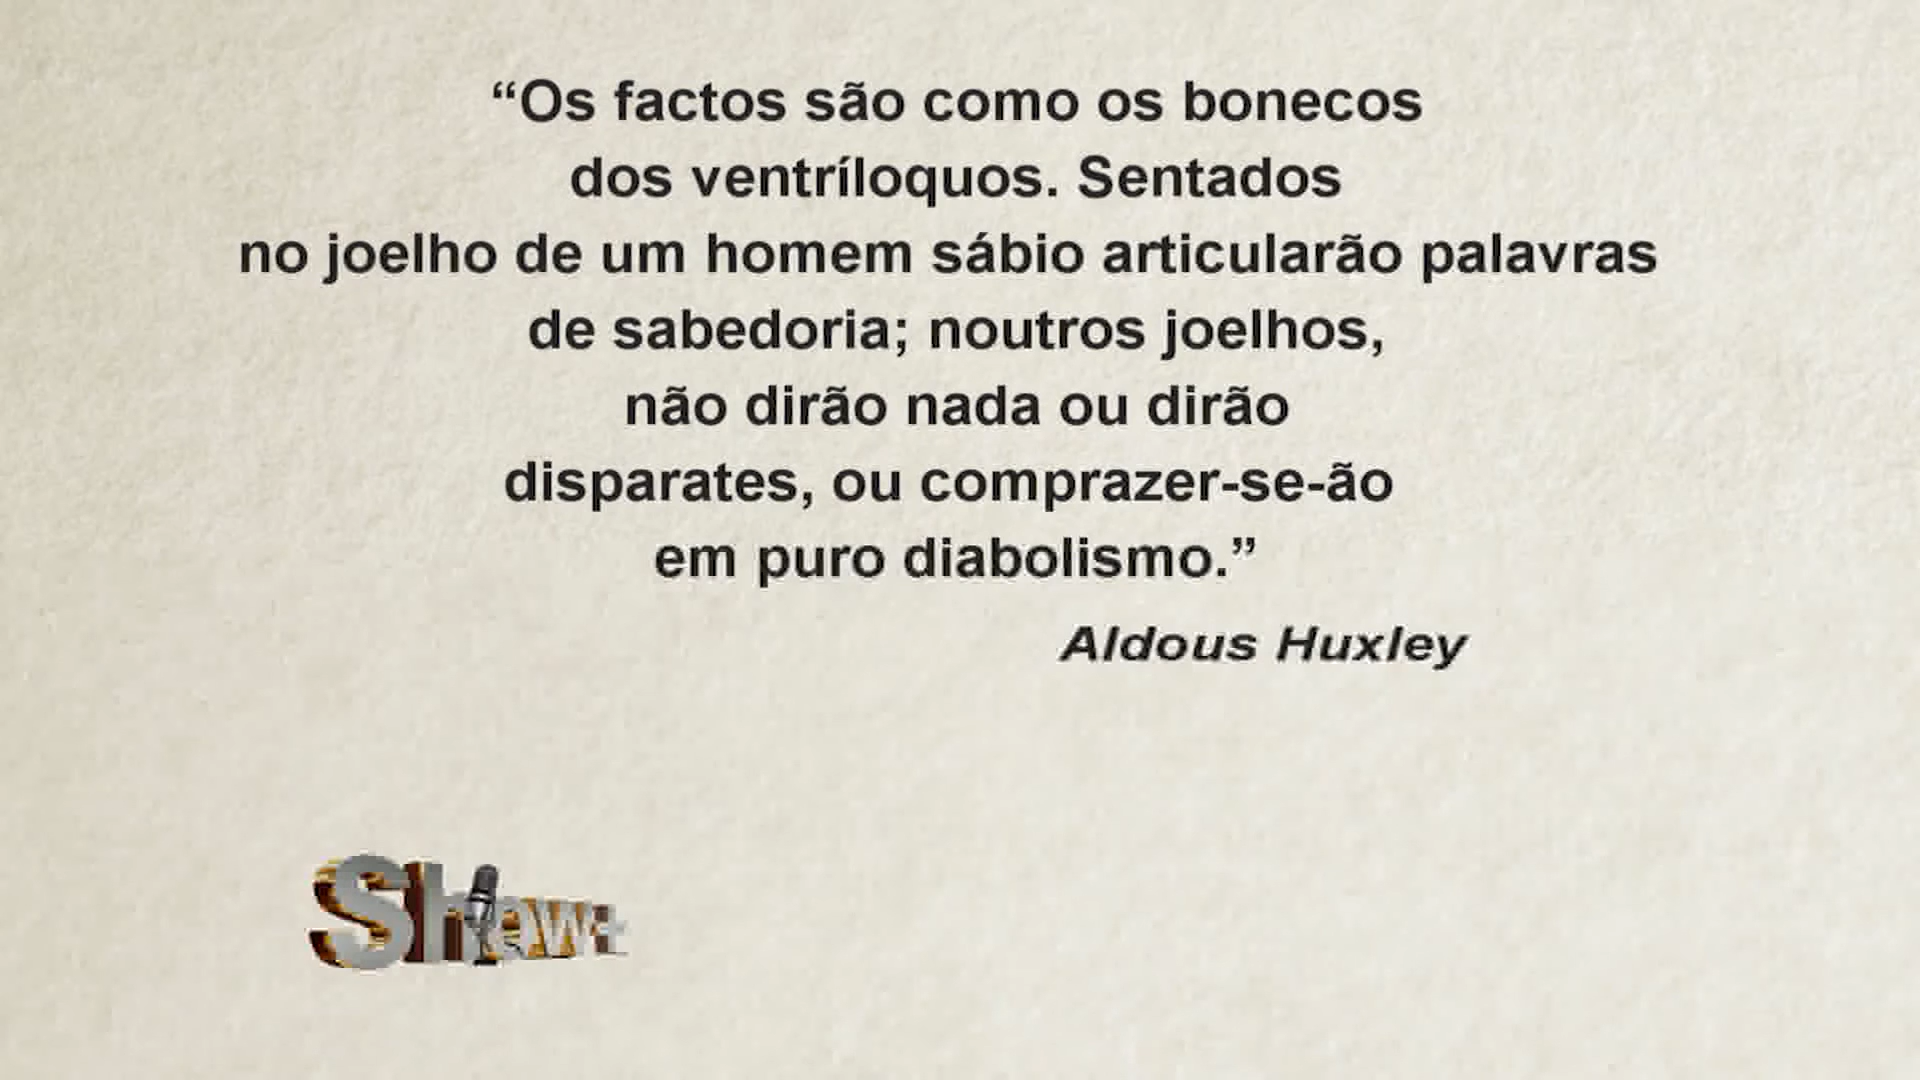 “Os factos são como os bonecos
dos ventríloquos. Sentados
no joelho de um homem sábio articularão palavras
de sabedoria; noutros joelhos,
não dirão nada ou dirão
disparates, ou comprazer-se-ão
em puro diabolismo.”
Aldous Huxley
Show+